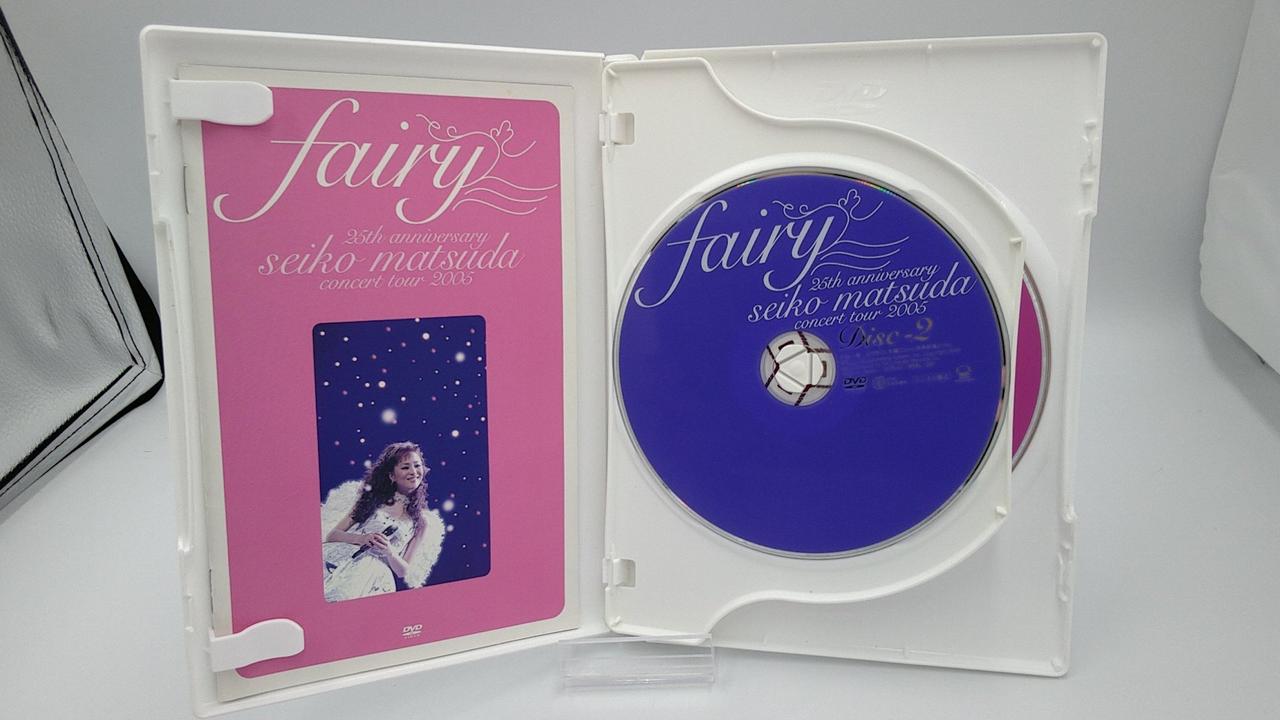 fairy
25th anniversary
seiko matsuda
concert tour 2005
DVD
VIDEO
fairy
25th anniversary
seiko matsuda
concert tour 2005
Disc-2
DVD
DVD